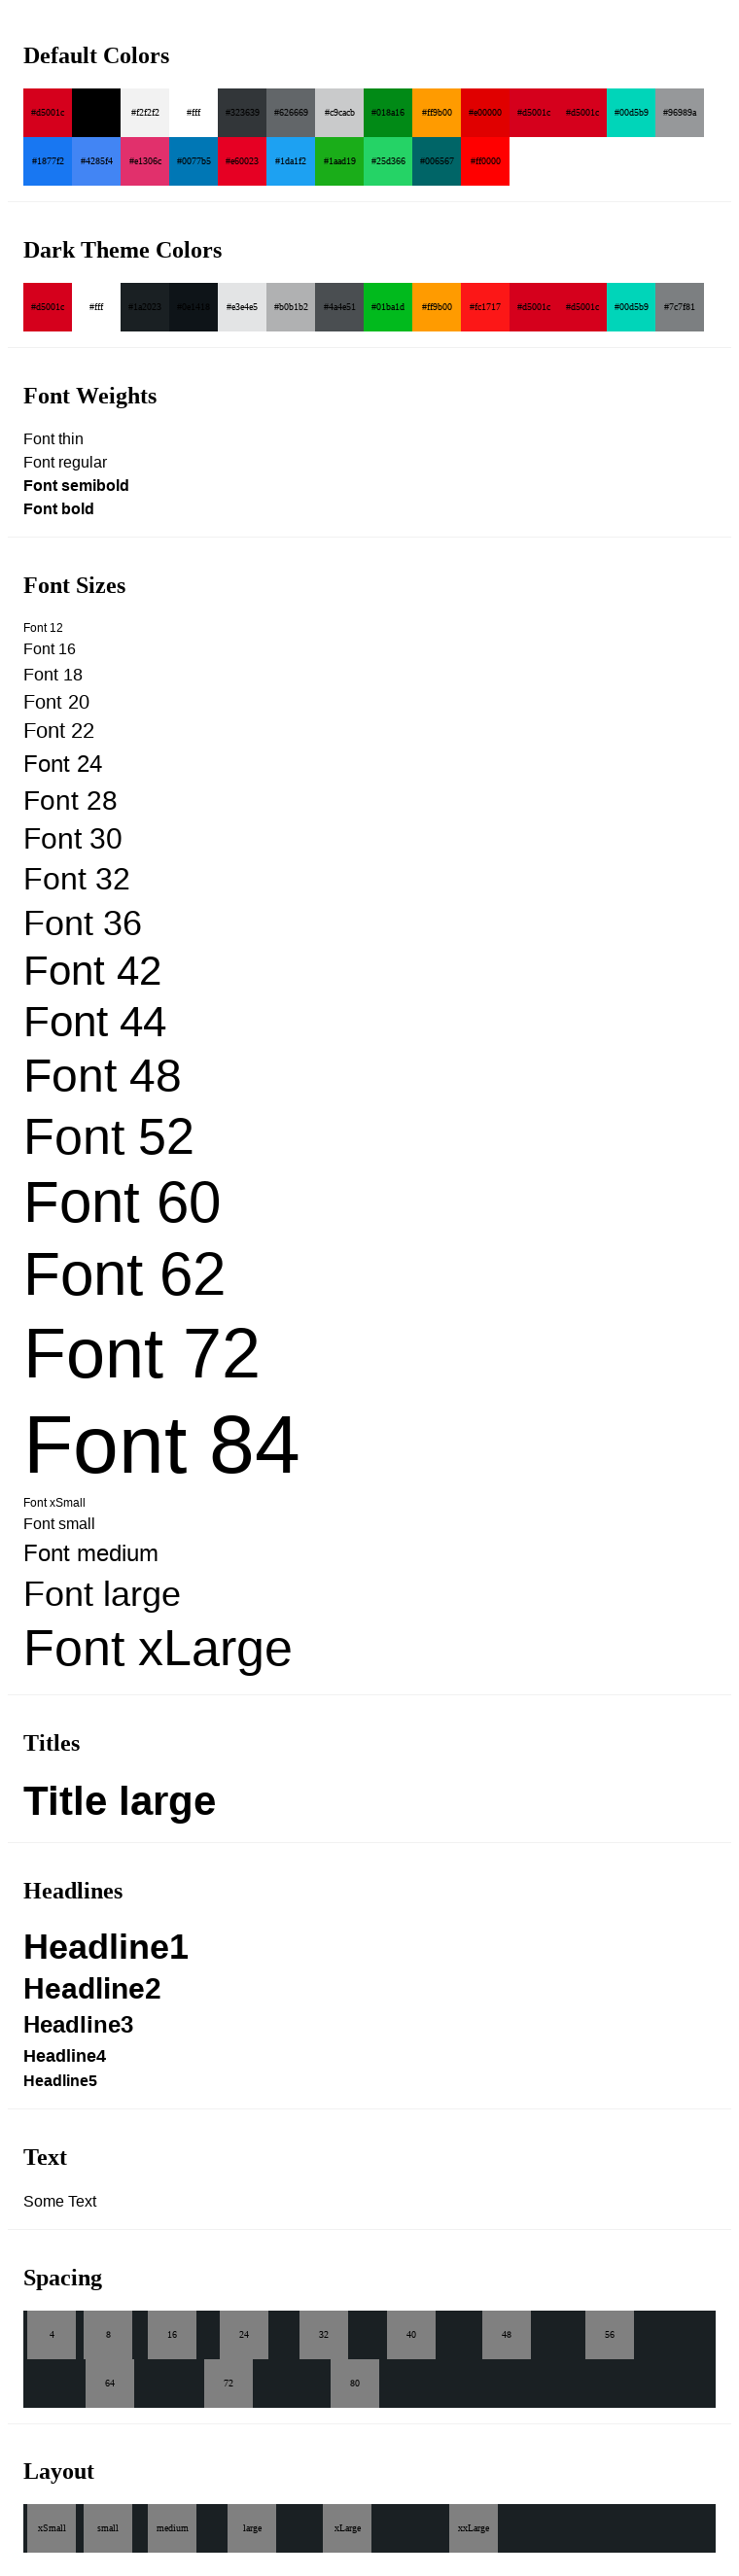 Default Colors
#d5001c #f2f2f2 #fff #323639 #626669 #c9cacb #018a16 #ff9b00 #e00000 #d5001c #d5001c #00d5b9 #96989a
#1877f2 #4285f4 #e1306c #0077b5 #e60023 #1da1f2 #1aad19 #25d366 #006567 #ff0000
Dark Theme Colors
#d5001c #fff #1a2023 #0e1418 #e3e4e5 #b0b1b2 #4a4e51 #01ba1d #ff9b00 #fc1717 #d5001c #d5001c #00d5b9 #7c7f81
Font Weights
Font thin
Font regular
Font semibold
Font bold
Font Sizes
Font 12
Font 16
Font 18
Font 20
Font 22
Font 24
Font 28
Font 30
Font 32
Font 36
Font 42
Font 44
Font 48
Font 52
Font 60
Font 62
Font 72
Font 84
Font xSmall
Font small
Font medium
Font large
Font xLarge
Titles
Title large
Headlines
Headline1
Headline2
Headline3
Headline4
Headline5
Text
Some Text
Spacing
4 8 16 24 32 40 48 56
64 72 80
Layout
xSmall small medium large xLarge xxLarge